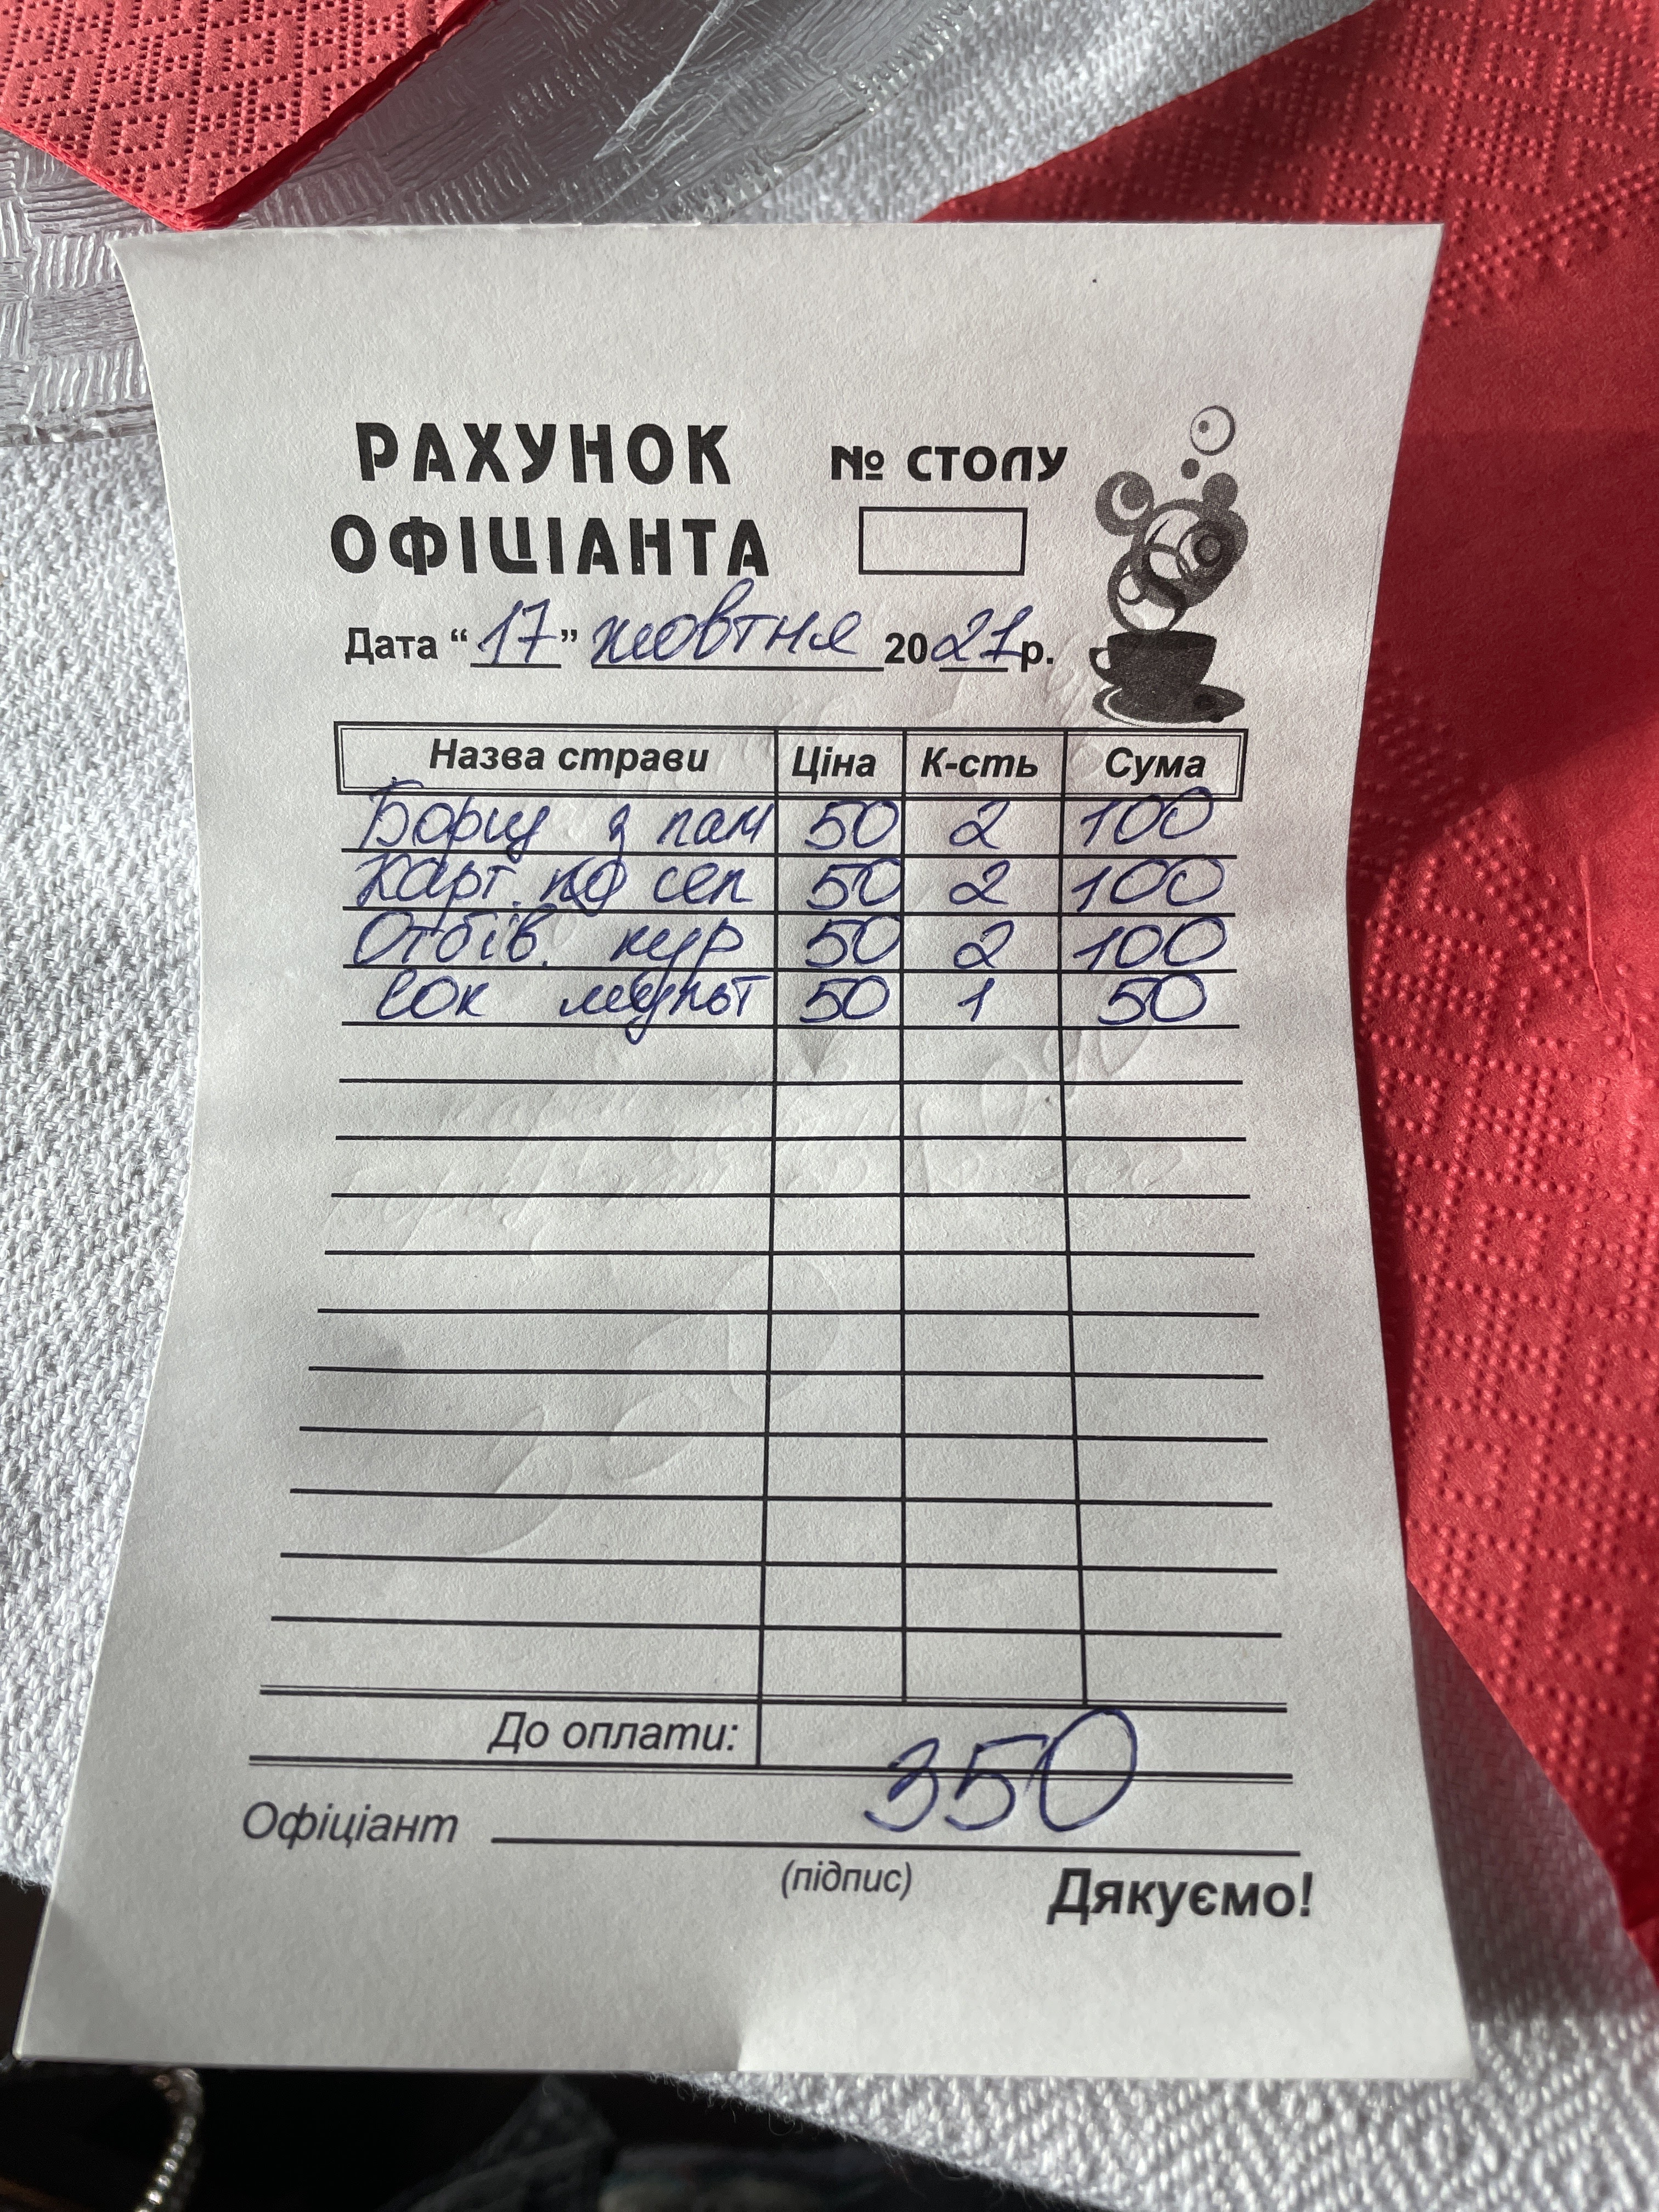 РАХУНОК № СТОЛУ
ОФІЦІАНТА
Дата “17” жовтня 2021р.
Назва страви Ціна К-сть Сума
Борщ з пам 50 2 100
Карт. по сел 50 2 100
Отбів. кур 50 2 100
Сок мульт 50 1 50
До оплати: 350
Офіціант
(підпис)
Дякуємо!